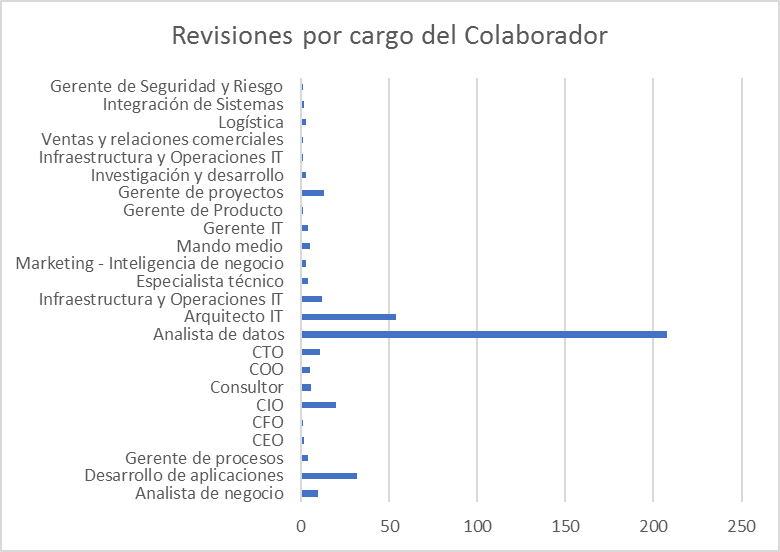 Revisiones por cargo del Colaborador
Gerente de Seguridad y Riesgo
Integración de Sistemas
Logística
Ventas y relaciones comerciales
Infraestructura y Operaciones IT
Investigación y desarrollo
Gerente de proyectos
Gerente de Producto
Gerente IT
Mando medio
Marketing - Inteligencia de negocio
Especialista técnico
Infraestructura y Operaciones IT
Arquitecto IT
Analista de datos
CTO
COO
Consultor
CIO
CFO
CEO
Gerente de procesos
Desarrollo de aplicaciones
Analista de negocio
0 50 100 150 200 250